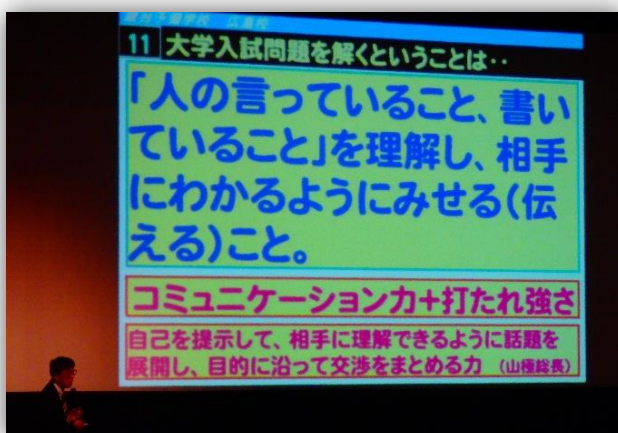 駿台予備学校 広島校
11 大学入試問題を解くということは‥
「人の言っていること、書い
ていること」を理解し、相手
にわかるようにみせる(伝
える)こと。
コミュニケーション力+打たれ強さ
自己を提示して、相手に理解できるように話題を
展開し、目的に沿って交渉をまとめる力 (山極総長)